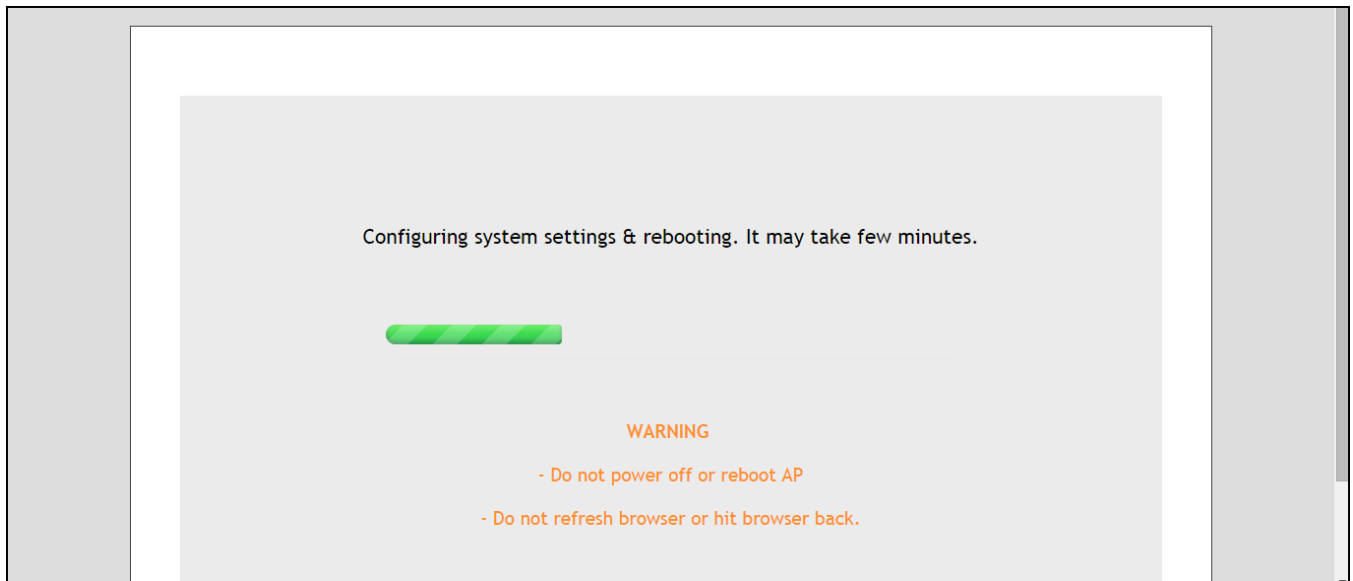 Configuring system settings & rebooting. It may take few minutes.
WARNING
- Do not power off or reboot AP
- Do not refresh browser or hit browser back.